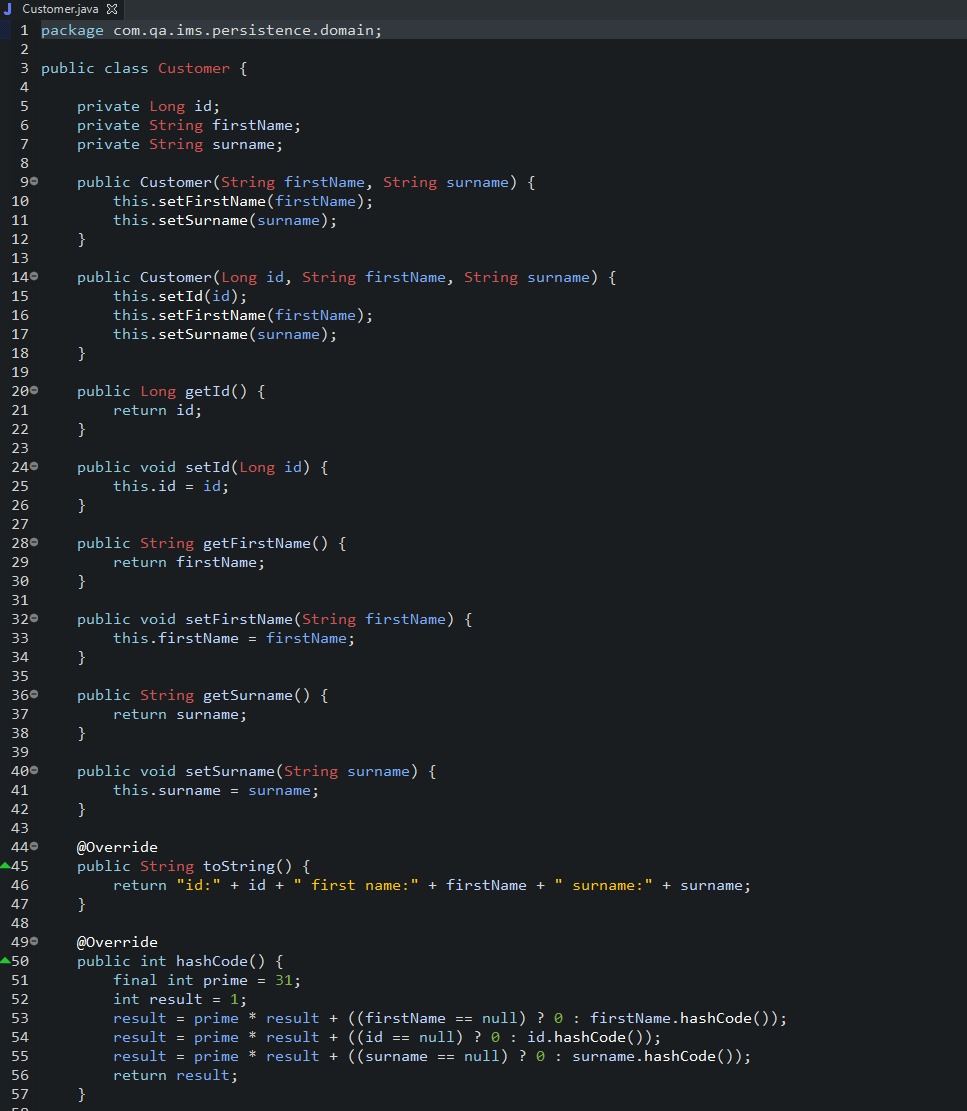 Customer.java
1 package com.qa.ims.persistence.domain;
2
3 public class Customer {
4
5     private Long id;
6     private String firstName;
7     private String surname;
8
9     public Customer(String firstName, String surname) {
10         this.setFirstName(firstName);
11         this.setSurname(surname);
12     }
13
14     public Customer(Long id, String firstName, String surname) {
15         this.setId(id);
16         this.setFirstName(firstName);
17         this.setSurname(surname);
18     }
19
20     public Long getId() {
21         return id;
22     }
23
24     public void setId(Long id) {
25         this.id = id;
26     }
27
28     public String getFirstName() {
29         return firstName;
30     }
31
32     public void setFirstName(String firstName) {
33         this.firstName = firstName;
34     }
35
36     public String getSurname() {
37         return surname;
38     }
39
40     public void setSurname(String surname) {
41         this.surname = surname;
42     }
43
44     @Override
45     public String toString() {
46         return "id:" + id + " first name:" + firstName + " surname:" + surname;
47     }
48
49     @Override
50     public int hashCode() {
51         final int prime = 31;
52         int result = 1;
53         result = prime * result + ((firstName == null) ? 0 : firstName.hashCode());
54         result = prime * result + ((id == null) ? 0 : id.hashCode());
55         result = prime * result + ((surname == null) ? 0 : surname.hashCode());
56         return result;
57     }